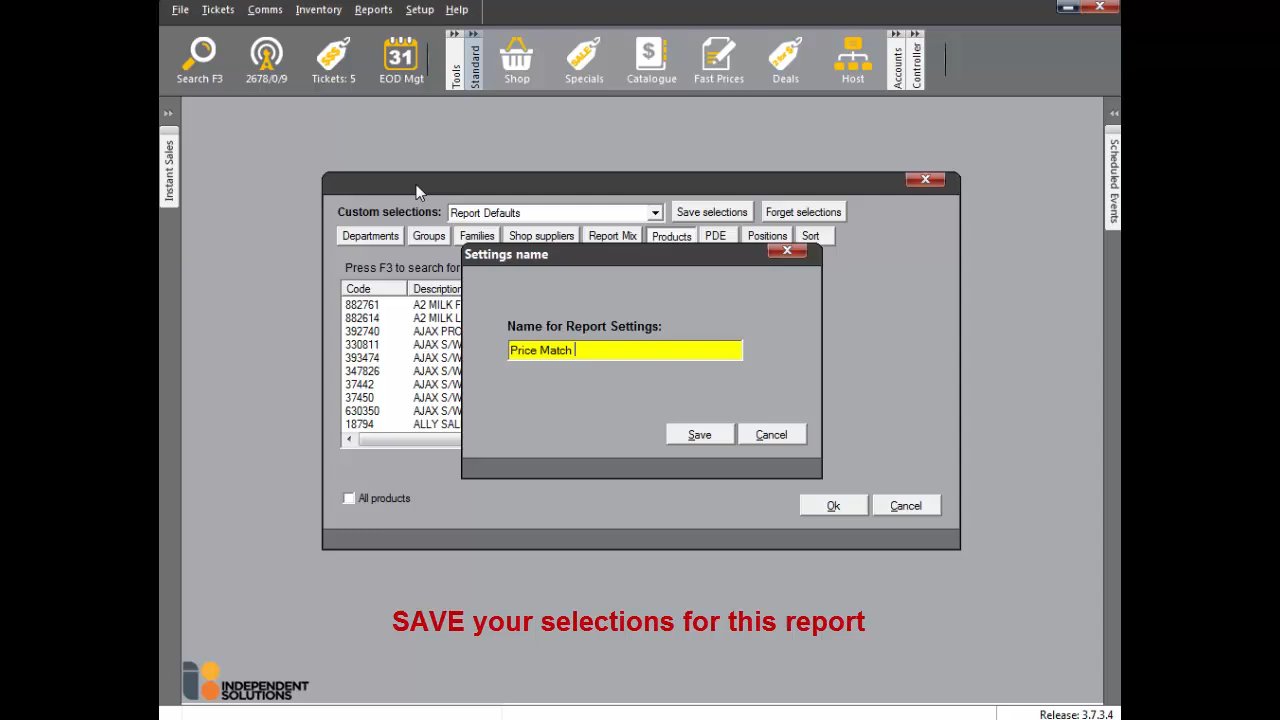 File Tickets Comms Inventory Reports Setup Help
Search F3 2678/0/9 Tickets: 5 31 EOD Mgt Tools Standard Shop SALE Specials $ Catalogue Fast Prices Deals Host Accounts Controller
Instant Sales
Scheduled Events
Custom selections: Report Defaults Save selections Forget selections
Departments Groups Families Shop suppliers Report Mix Products PDE Positions Sort
Settings name
Press F3 to search for
Code Description
882761 A2 MILK F
882614 A2 MILK L
392740 AJAX PRO
330811 AJAX S/W
393474 AJAX S/W
347826 AJAX S/W
37442 AJAX S/W
37450 AJAX S/W
630350 AJAX S/W
18794 ALLY SAL
Name for Report Settings:
Price Match
Save Cancel
All products
Ok Cancel
SAVE your selections for this report
INDEPENDENT
SOLUTIONS
Release: 3.7.3.4